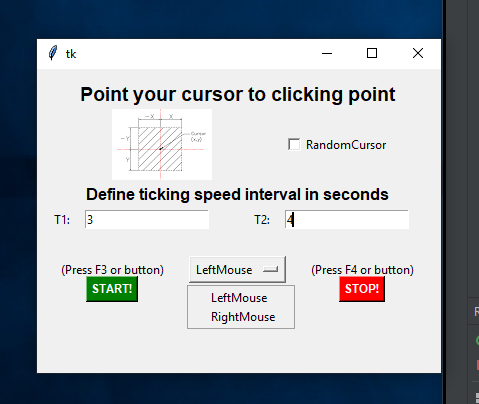 tk
Point your cursor to clicking point
-X X
-Y
Y
Cursor
(x,y)
RandomCursor
Define ticking speed interval in seconds
T1: 3 T2: 4
(Press F3 or button) LeftMouse (Press F4 or button)
START! STOP!
LeftMouse
RightMouse